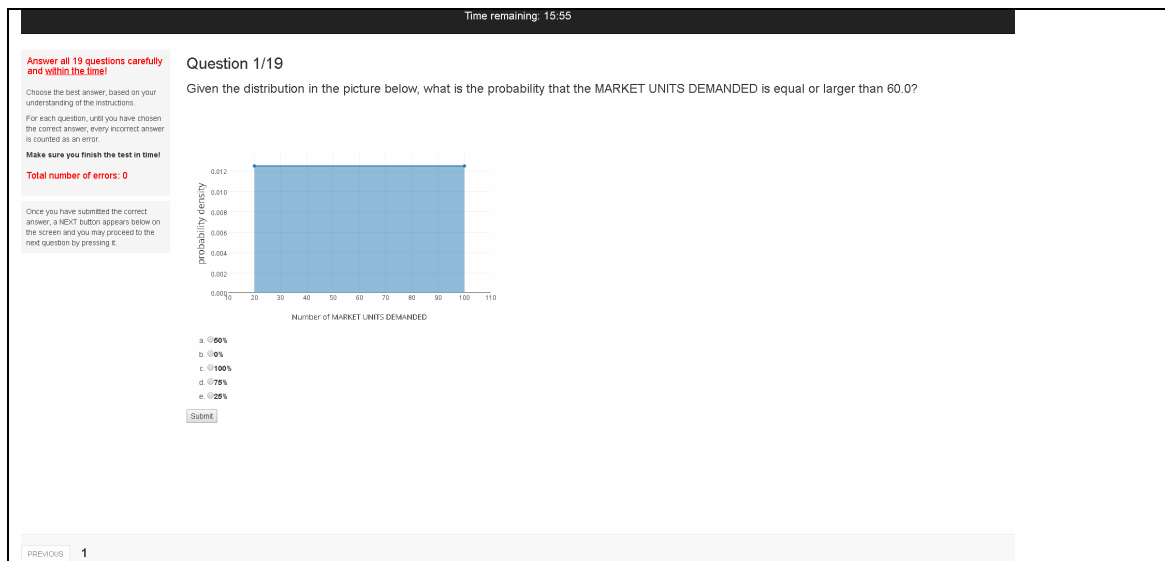 Time remaining: 15:55
Answer all 19 questions carefully
and within the time!
Choose the best answer, based on your
understanding of the instructions.
For each question, until you have chosen
the correct answer, every incorrect answer
is counted as an error.
Make sure you finish the test in time!
Total number of errors: 0
Once you have submitted the correct
answer, a NEXT button appears below on
the screen and you may proceed to the
next question by pressing it.
Question 1/19
Given the distribution in the picture below, what is the probability that the MARKET UNITS DEMANDED is equal or larger than 60.0?
probability density
0.012
0.010
0.008
0.006
0.004
0.002
0.000
10 20 30 40 50 60 70 80 90 100 110
Number of MARKET UNITS DEMANDED
a. 50%
b. 0%
c. 100%
d. 75%
e. 25%
Submit
PREVIOUS 1